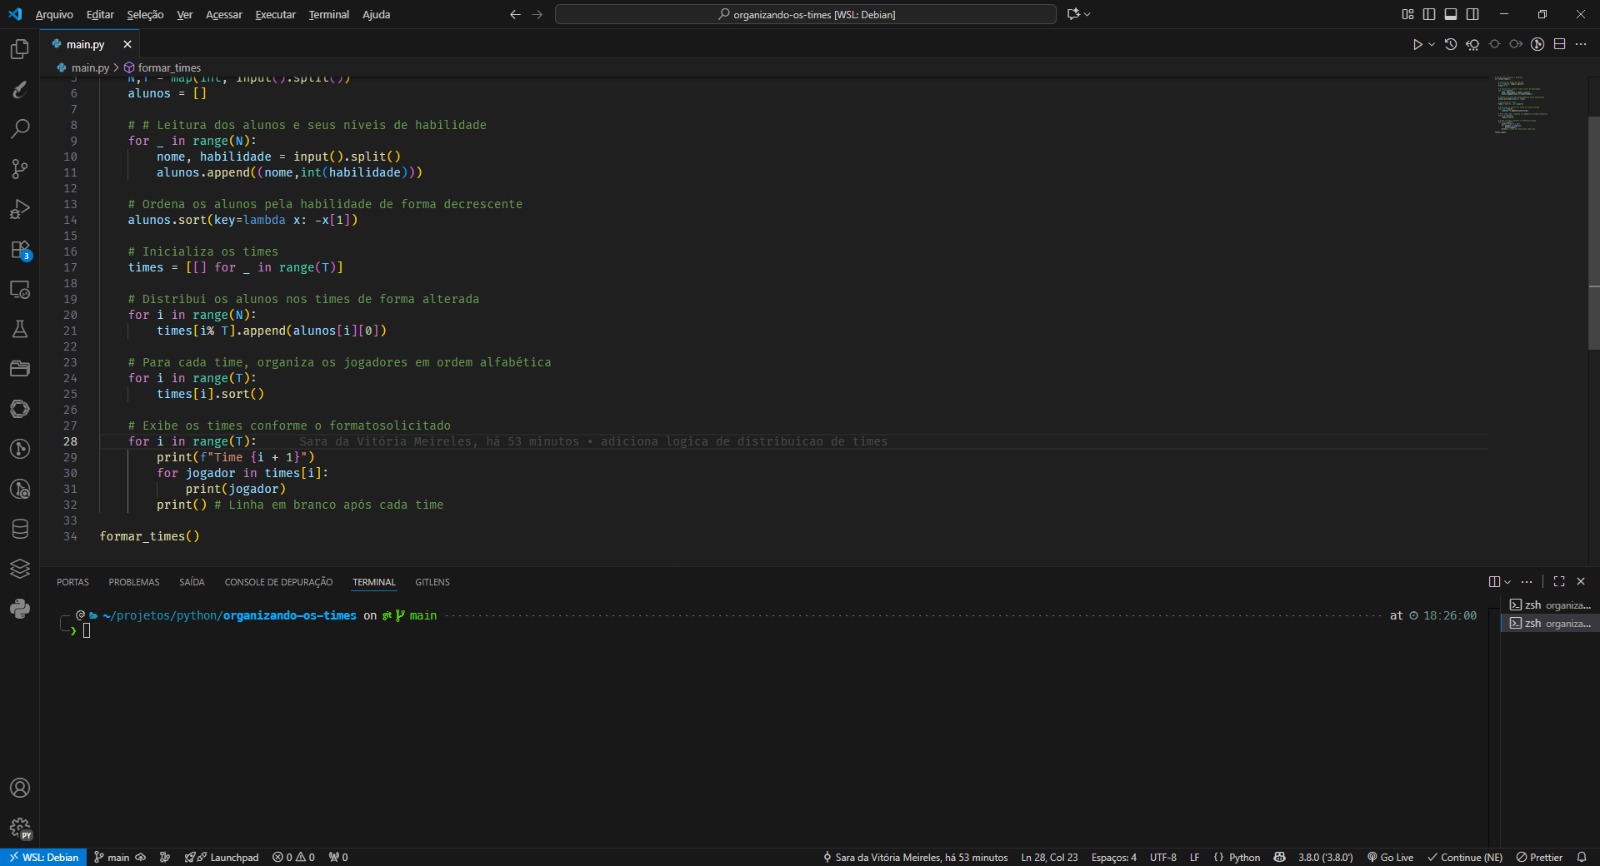 Arquivo Editar Seleção Ver Acessar Executar Terminal Ajuda
organizando-os-times [WSL: Debian]
main.py
main.py > formar_times
5 N,T = map(int, input().split())
6 alunos = []
7
8 # # Leitura dos alunos e seus níveis de habilidade
9 for _ in range(N):
10 nome, habilidade = input().split()
11 alunos.append((nome,int(habilidade)))
12
13 # Ordena os alunos pela habilidade de forma decrescente
14 alunos.sort(key=lambda x: -x[1])
15
16 # Inicializa os times
17 times = [[] for _ in range(T)]
18
19 # Distribui os alunos nos times de forma alterada
20 for i in range(N):
21 times[i% T].append(alunos[i][0])
22
23 # Para cada time, organiza os jogadores em ordem alfabética
24 for i in range(T):
25 times[i].sort()
26
27 # Exibe os times conforme o formatosolicitado
28 for i in range(T): Sara da Vitória Meireles, há 53 minutos • adiciona logica de distribuicao de times
29 print(f"Time {i + 1}")
30 for jogador in times[i]:
31 print(jogador)
32 print() # Linha em branco após cada time
33
34 formar_times()
3
PORTAS PROBLEMAS SAÍDA CONSOLE DE DEPURAÇÃO TERMINAL GITLENS
~/projetos/python/organizando-os-times on git main at 18:26:00
❯
zsh organiza...
zsh organiza...
PY
WSL: Debian main Launchpad 0 0 0 Sara da Vitória Meireles, há 53 minutos Ln 28, Col 23 Espaços: 4 UTF-8 LF {} Python 3.8.0 ('3.8.0') Go Live Continue (NE) Prettier